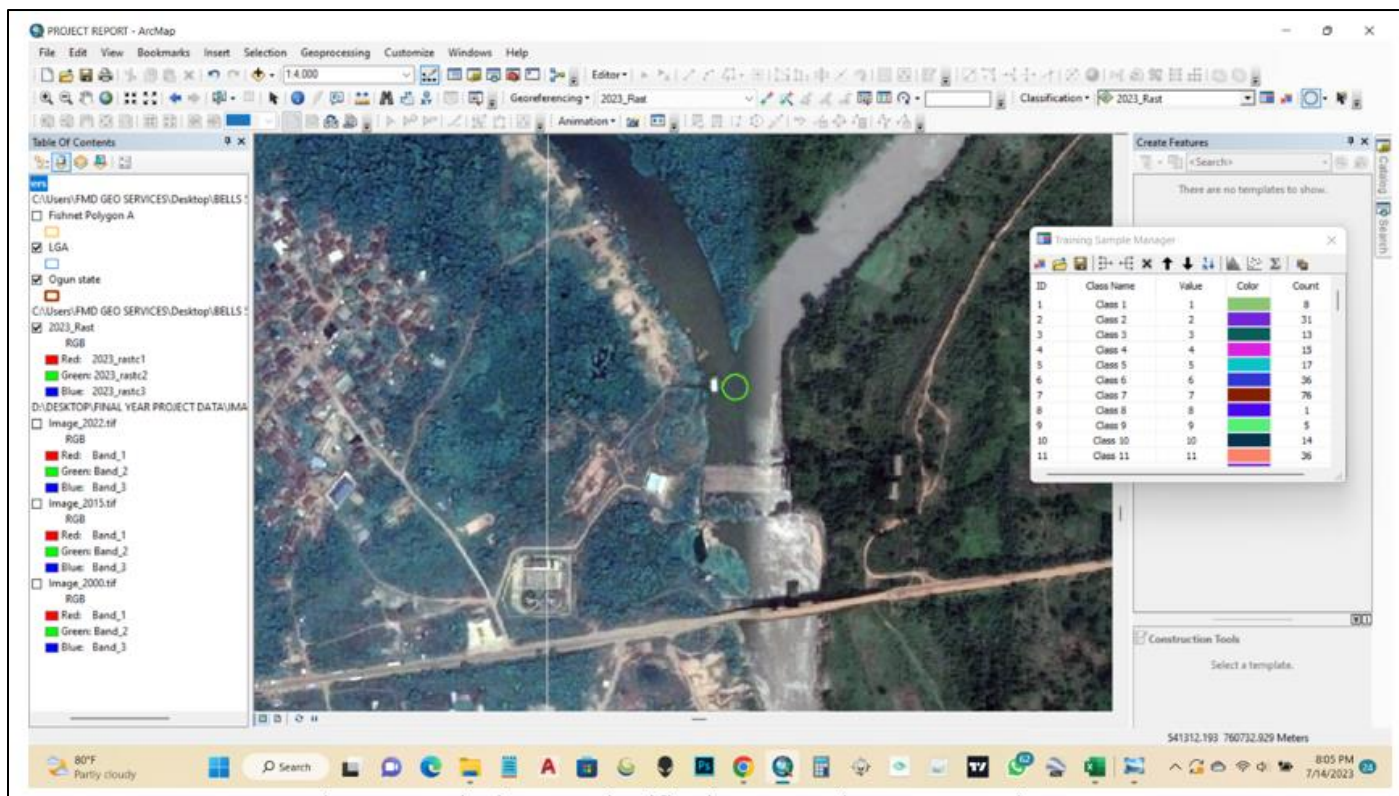 PROJECT REPORT - ArcMap
File Edit View Bookmarks Insert Selection Geoprocessing Customize Windows Help
1:4.000
Editor
Georeferencing 2023_Rast
Classification 2023_Rast
Animation
Table Of Contents
C:\Users\FMD GEO SERVICES\Desktop\BELLS
Fishnet Polygon A
LGA
Ogun state
C:\Users\FMD GEO SERVICES\Desktop\BELLS
2023_Rast
RGB
Red: 2023_rastc1
Green: 2023_rastc2
Blue: 2023_rastc3
D:\DESKTOP\FINAL YEAR PROJECT DATA\IMA
Image_2022.tif
RGB
Red: Band_1
Green: Band_2
Blue: Band_3
Image_2015.tif
RGB
Red: Band_1
Green: Band_2
Blue: Band_3
Image_2000.tif
RGB
Red: Band_1
Green: Band_2
Blue: Band_3
Create Features
<Search>
There are no templates to show.
Catalog
Search
Training Sample Manager
ID Class Name Value Color Count
1 Class 1 1 8
2 Class 2 2 31
3 Class 3 3 13
4 Class 4 4 15
5 Class 5 5 17
6 Class 6 6 36
7 Class 7 7 76
8 Class 8 8 1
9 Class 9 9 5
10 Class 10 10 14
11 Class 11 11 36
Construction Tools
Select a template.
541312.193 760732.929 Meters
80°F
Partly cloudy
Search
62
8:05 PM
7/14/2023